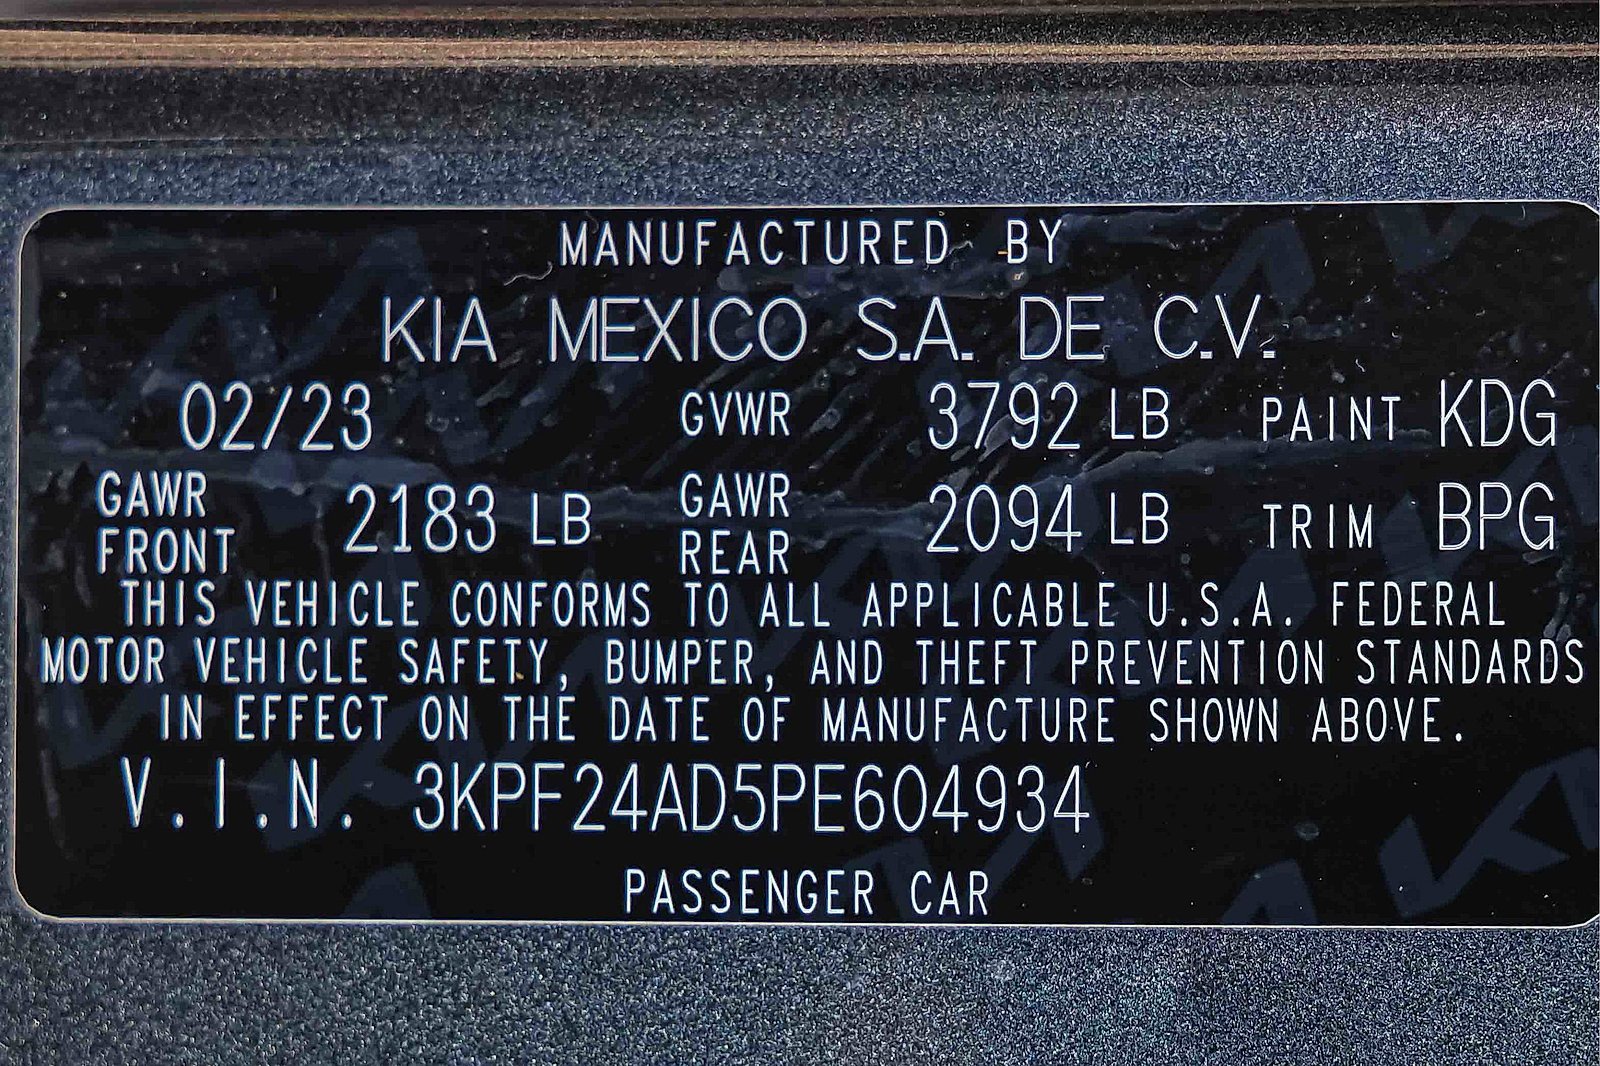 MANUFACTURED BY
KIA MEXICO S.A. DE C.V.
02/23 GVWR 3792 LB PAINT KDG
GAWR FRONT 2183 LB GAWR REAR 2094 LB TRIM BPG
THIS VEHICLE CONFORMS TO ALL APPLICABLE U.S.A. FEDERAL
MOTOR VEHICLE SAFETY, BUMPER, AND THEFT PREVENTION STANDARDS
IN EFFECT ON THE DATE OF MANUFACTURE SHOWN ABOVE.
V.I.N. 3KPF24AD5PE604934
PASSENGER CAR